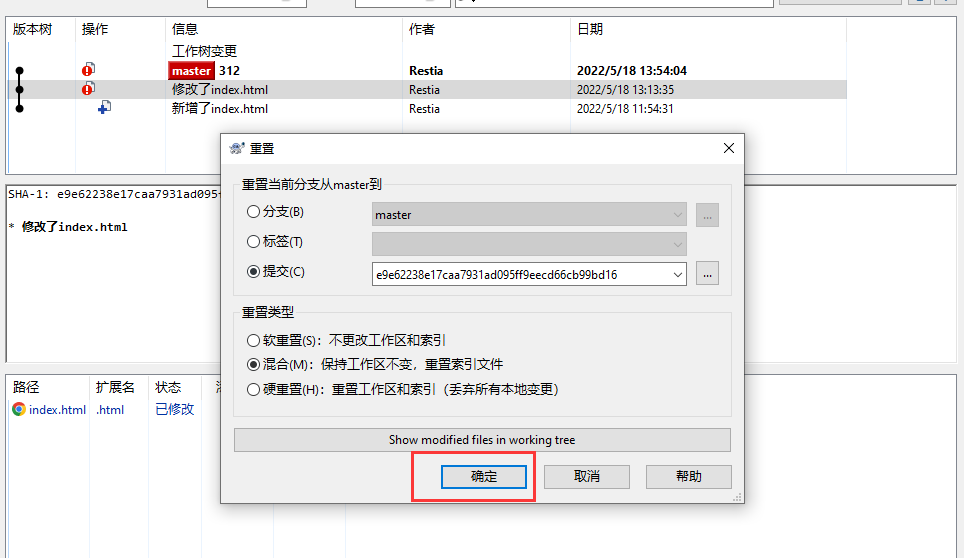 版本树 操作 信息 作者 日期
工作树变更
master 312 Restia 2022/5/18 13:54:04
修改了index.html Restia 2022/5/18 13:13:35
新增了index.html Restia 2022/5/18 11:54:31
重置
SHA-1: e9e62238e17caa7931ad095
* 修改了index.html
重置当前分支从master到
分支(B) master ...
标签(T)
提交(C) e9e62238e17caa7931ad095ff9eecd66cb99bd16 ...
重置类型
软重置(S)：不更改工作区和索引
混合(M)：保持工作区不变，重置索引文件
硬重置(H)：重置工作区和索引（丢弃所有本地变更）
路径 扩展名 状态
index.html .html 已修改
Show modified files in working tree
确定 取消 帮助